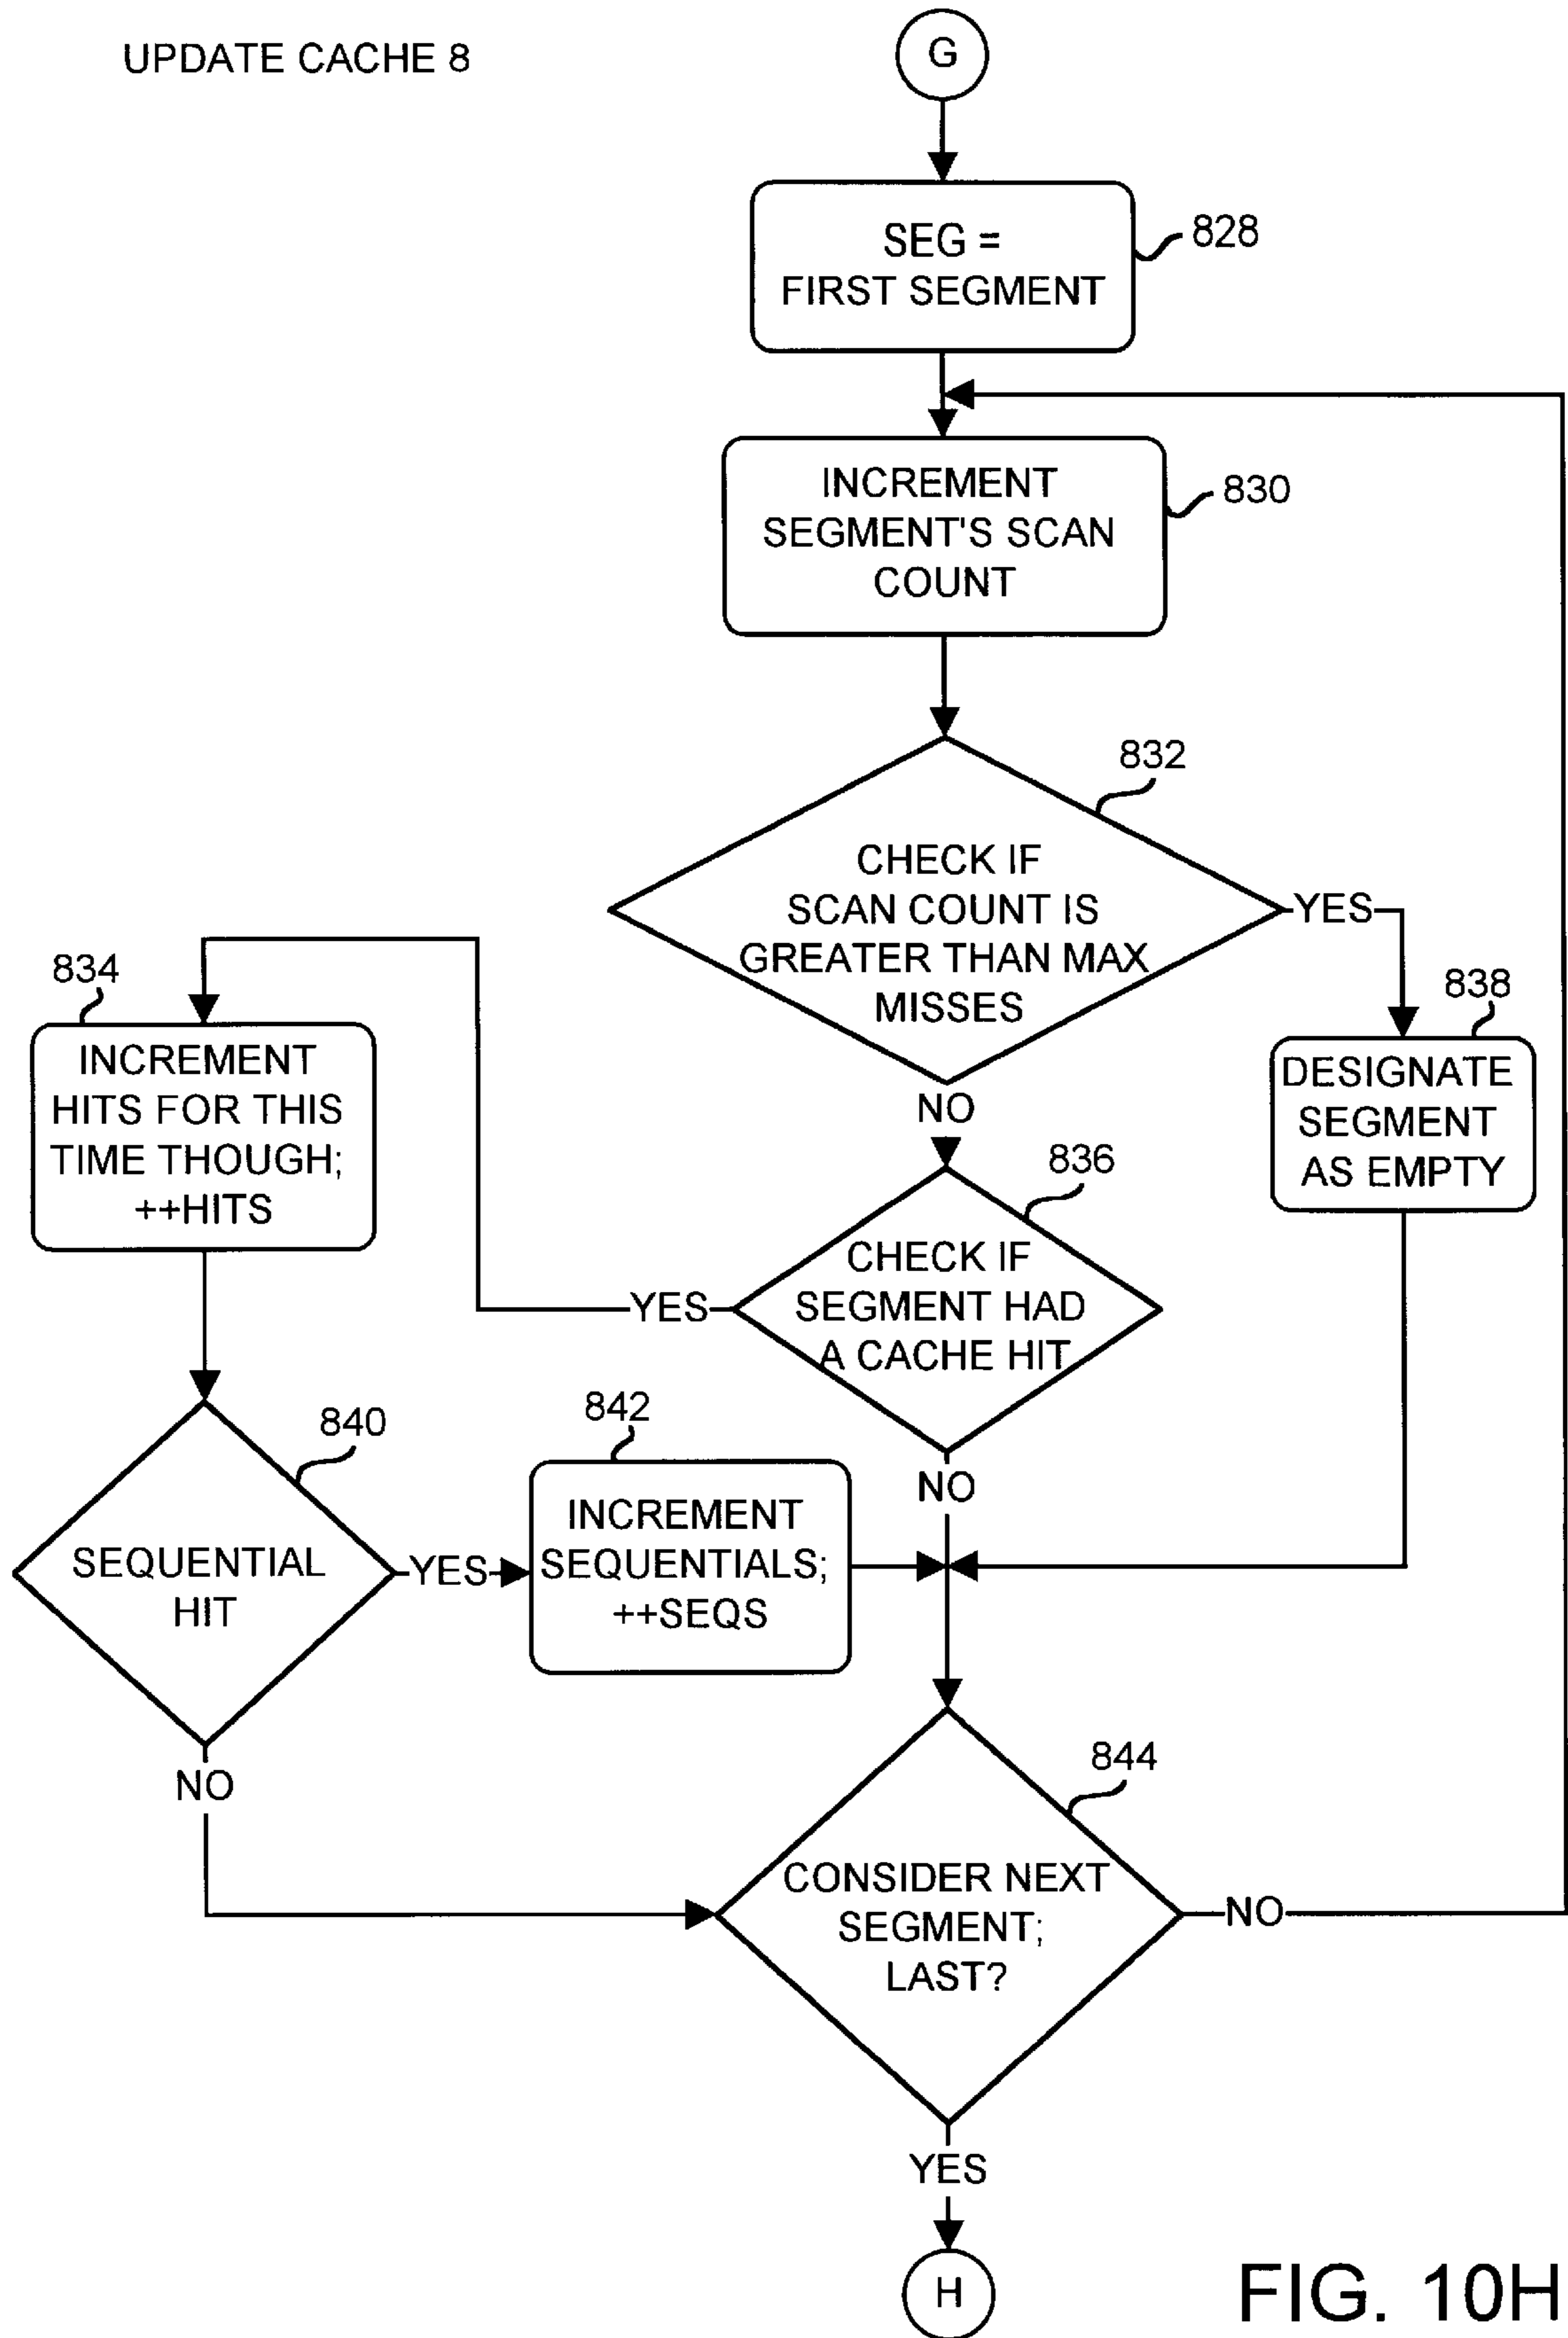 UPDATE CACHE 8
G
SEG =
FIRST SEGMENT
828
INCREMENT
SEGMENT'S SCAN
COUNT
830
832
CHECK IF
SCAN COUNT IS
GREATER THAN MAX
MISSES
YES
NO
834
INCREMENT
HITS FOR THIS
TIME THOUGH;
++HITS
838
DESIGNATE
SEGMENT
AS EMPTY
836
CHECK IF
SEGMENT HAD
A CACHE HIT
YES
NO
840
SEQUENTIAL
HIT
YES
NO
842
INCREMENT
SEQUENTIALS;
++SEQS
844
CONSIDER NEXT
SEGMENT;
LAST?
NO
YES
H
FIG. 10H